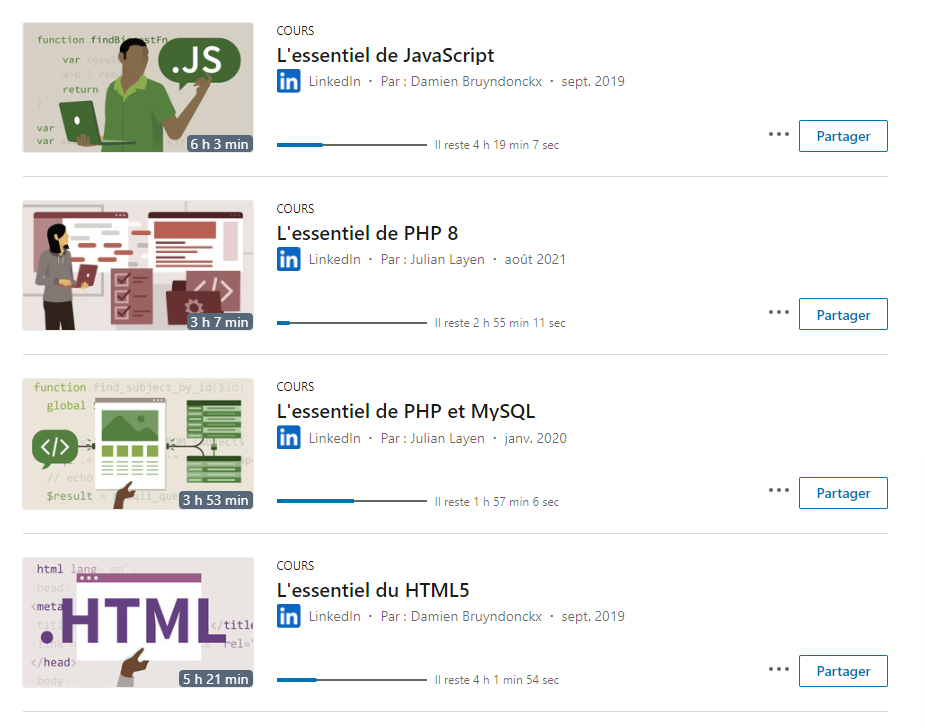 COURS
L'essentiel de JavaScript
in LinkedIn · Par : Damien Bruyndonckx · sept. 2019
function findBiggestFn
var
a>b ?
return
}
.JS
var
var
6 h 3 min
Il reste 4 h 19 min 7 sec
··· Partager
COURS
L'essentiel de PHP 8
in LinkedIn · Par : Julian Layen · août 2021
</>
3 h 7 min
Il reste 2 h 55 min 11 sec
··· Partager
COURS
L'essentiel de PHP et MySQL
in LinkedIn · Par : Julian Layen · janv. 2020
function find_subject_by_id($id)
global
</>
// echo
$result =
3 h 53 min
Il reste 1 h 57 min 6 sec
··· Partager
COURS
L'essentiel du HTML5
in LinkedIn · Par : Damien Bruyndonckx · sept. 2019
html lang="en">
<head>
<meta
.HTML
</title
rel="
</head>
<body>
5 h 21 min
Il reste 4 h 1 min 54 sec
··· Partager